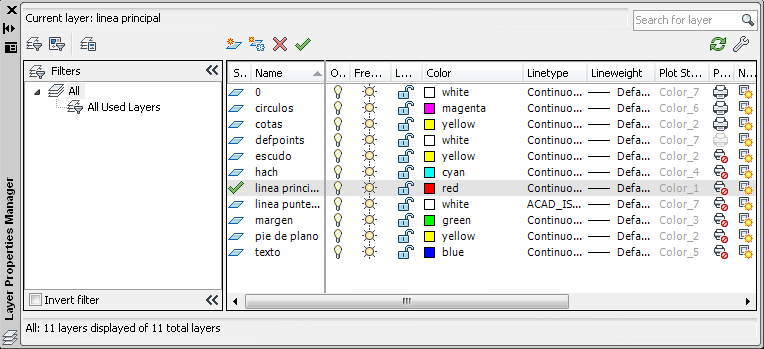 Current layer: linea principal
Search for layer
Filters
All
All Used Layers
Invert filter
S.. Name O.. Fre... L... Color Linetype Lineweight Plot St... P... N...
0 white Continuo... Defa... Color_7
circulos magenta Continuo... Defa... Color_6
cotas yellow Continuo... Defa... Color_2
defpoints white Continuo... Defa... Color_7
escudo yellow Continuo... Defa... Color_2
hach cyan Continuo... Defa... Color_4
linea princi... red Continuo... Defa... Color_1
linea punte... white ACAD_IS... Defa... Color_7
margen green Continuo... Defa... Color_3
pie de plano yellow Continuo... Defa... Color_2
texto blue Continuo... Defa... Color_5
All: 11 layers displayed of 11 total layers
Layer Properties Manager